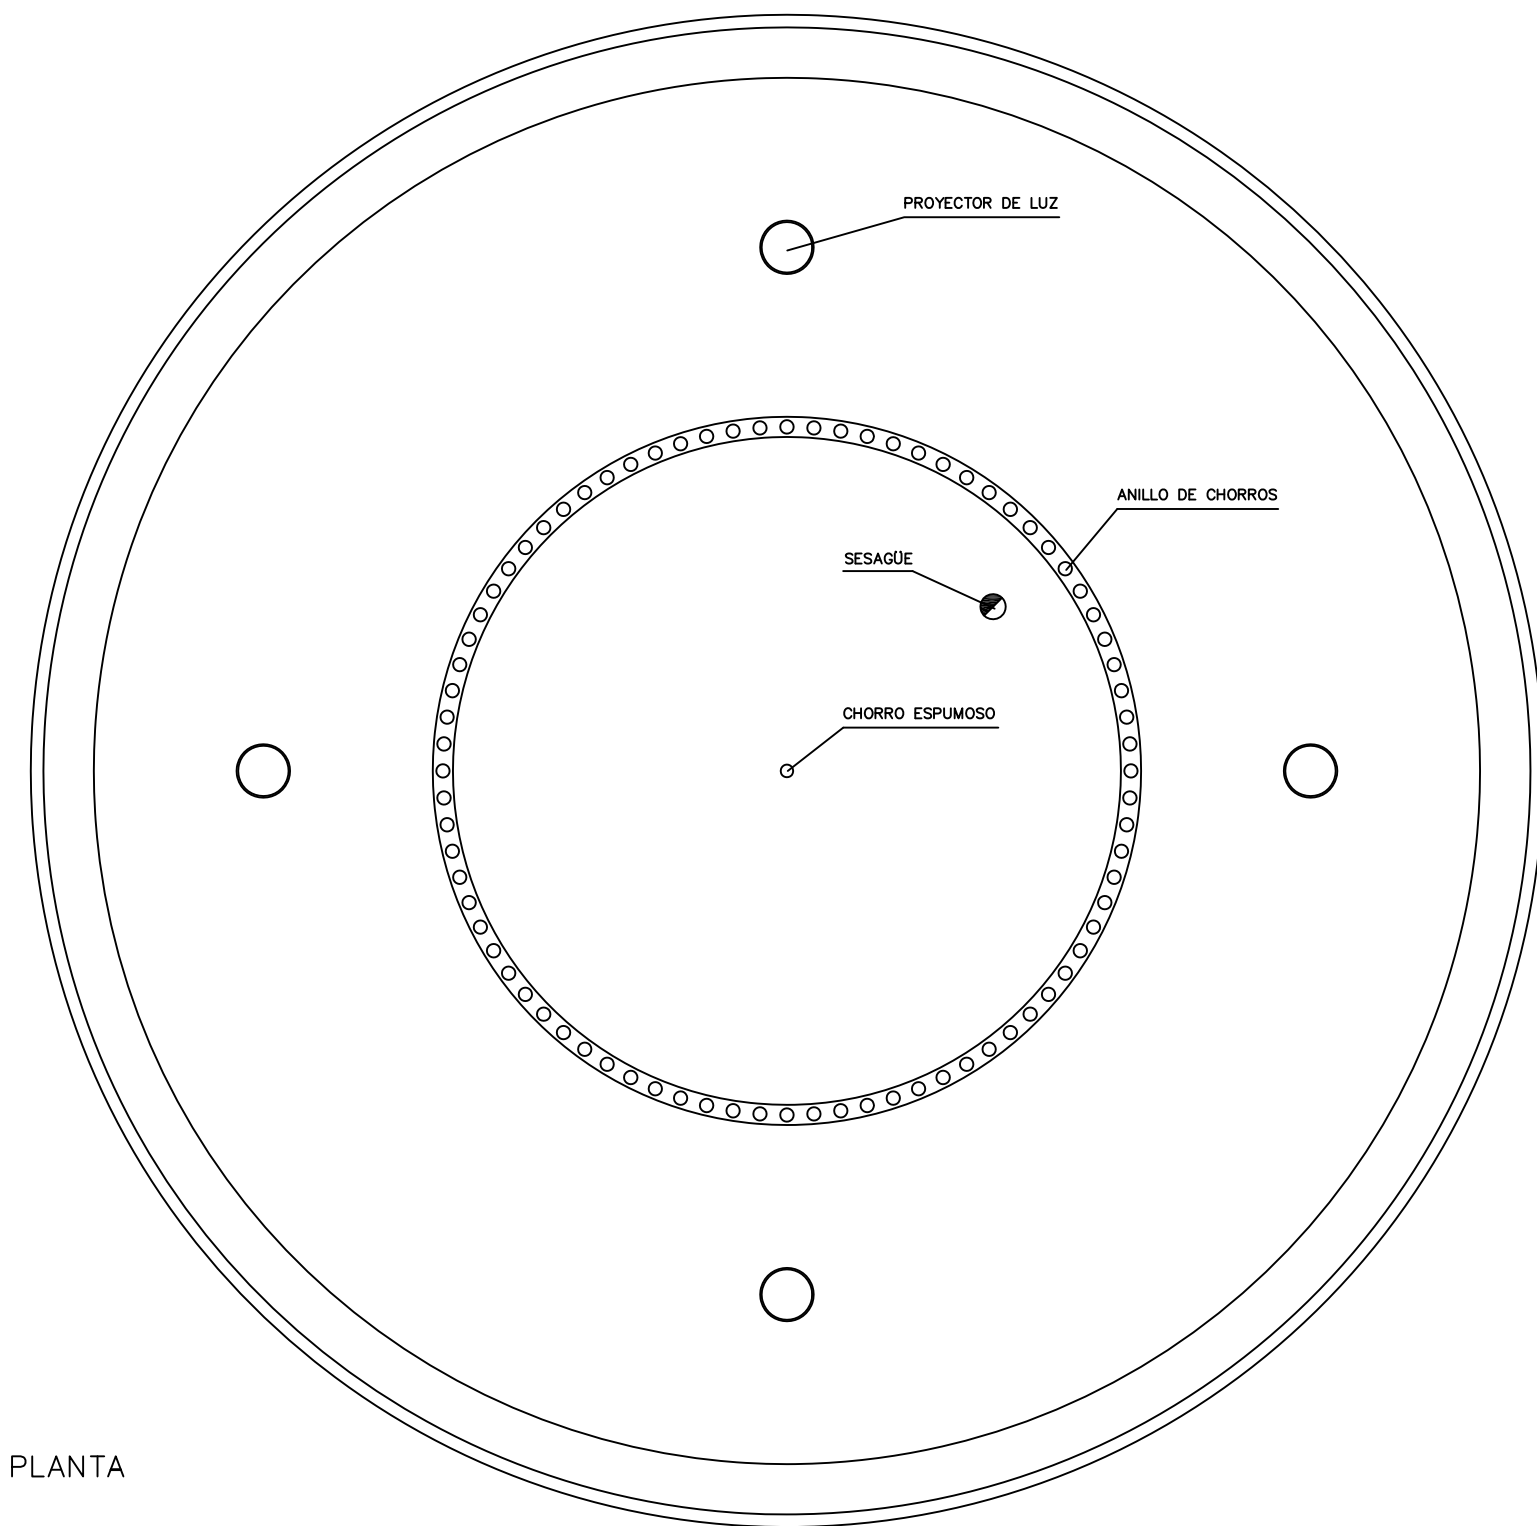 PROYECTOR DE LUZ
ANILLO DE CHORROS
SESAGÜE
CHORRO ESPUMOSO
PLANTA